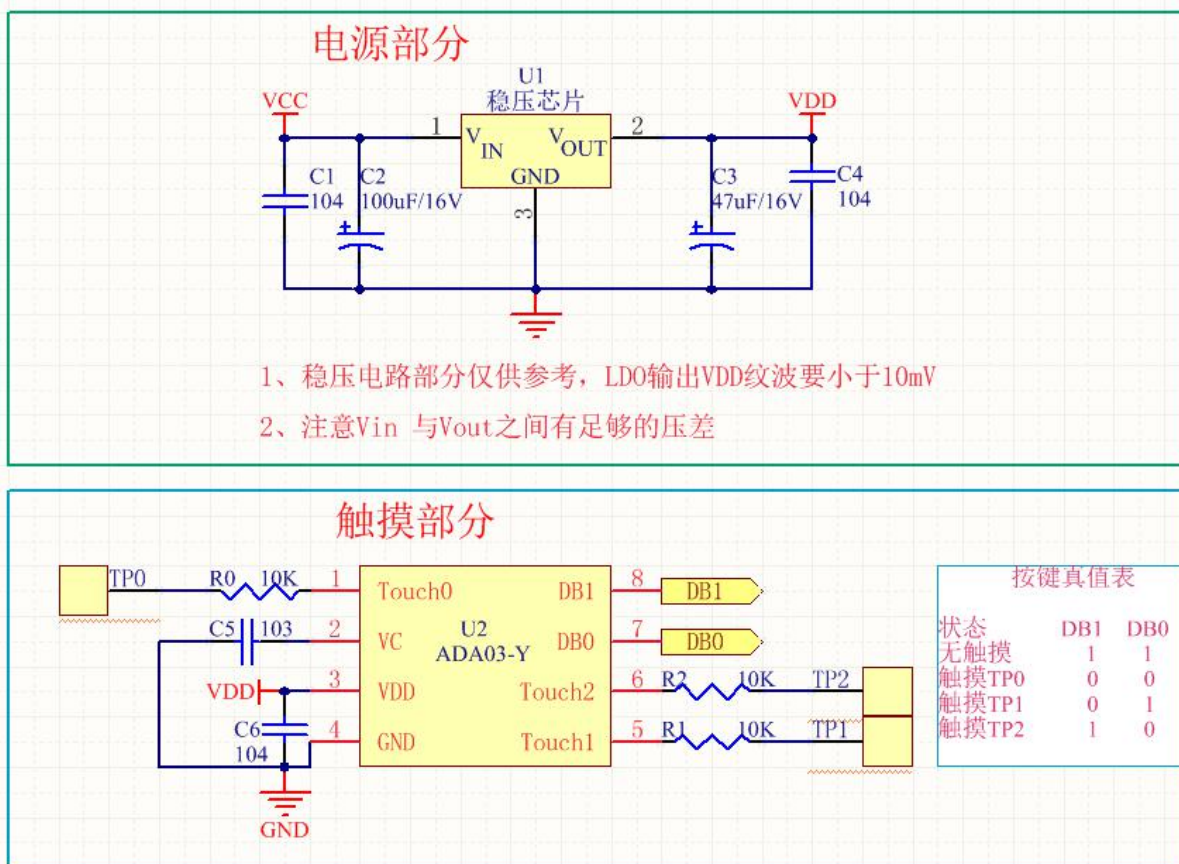 电源部分
U1
稳压芯片
VCC
VDD
1
2
VIN
VOUT
GND
3
C1
104
C2
100uF/16V
C3
47uF/16V
C4
104
1、稳压电路部分仅供参考，LDO输出VDD纹波要小于10mV
2、注意Vin 与Vout之间有足够的压差
触摸部分
TP0
R0 10K
1
Touch0
DB1
8
DB1
C5 103
2
VC
U2
ADA03-Y
DB0
7
DB0
VDD
3
VDD
Touch2
6
R2 10K
TP2
C6
104
4
GND
Touch1
5
R1 10K
TP1
GND
按键真值表
状态 DB1 DB0
无触摸 1 1
触摸TP0 0 0
触摸TP1 0 1
触摸TP2 1 0